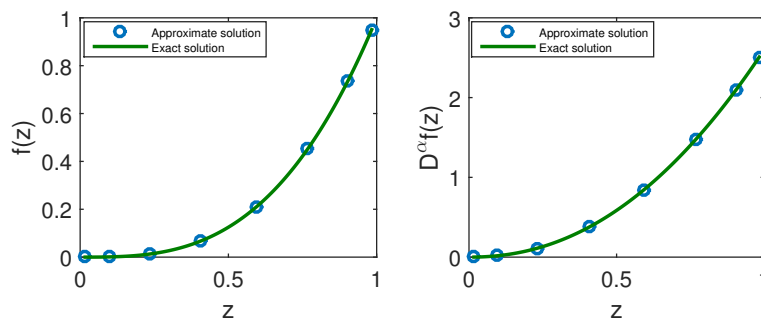 Approximate solution
Exact solution
1
0.8
0.6
0.4
0.2
0
f(z)
0
0.5
1
z
Approximate solution
Exact solution
3
2
1
0
D^α f(z)
0
0.5
1
z